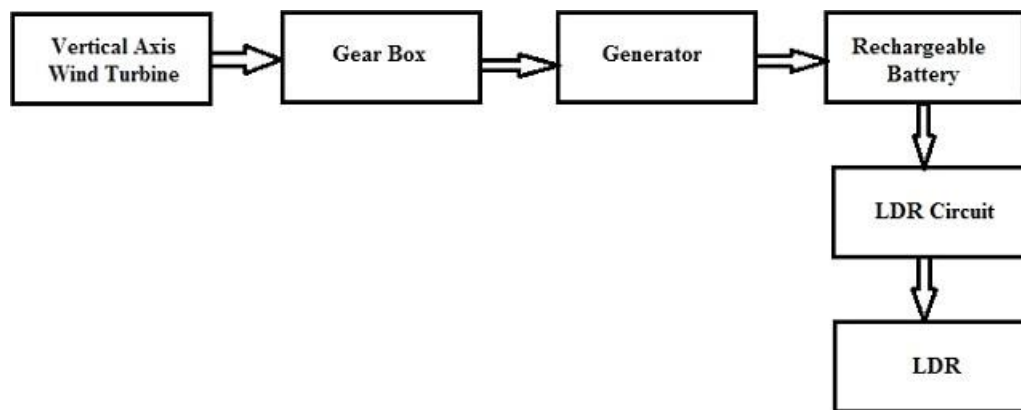 Vertical Axis
Wind Turbine
Gear Box
Generator
Rechargeable
Battery
LDR Circuit
LDR